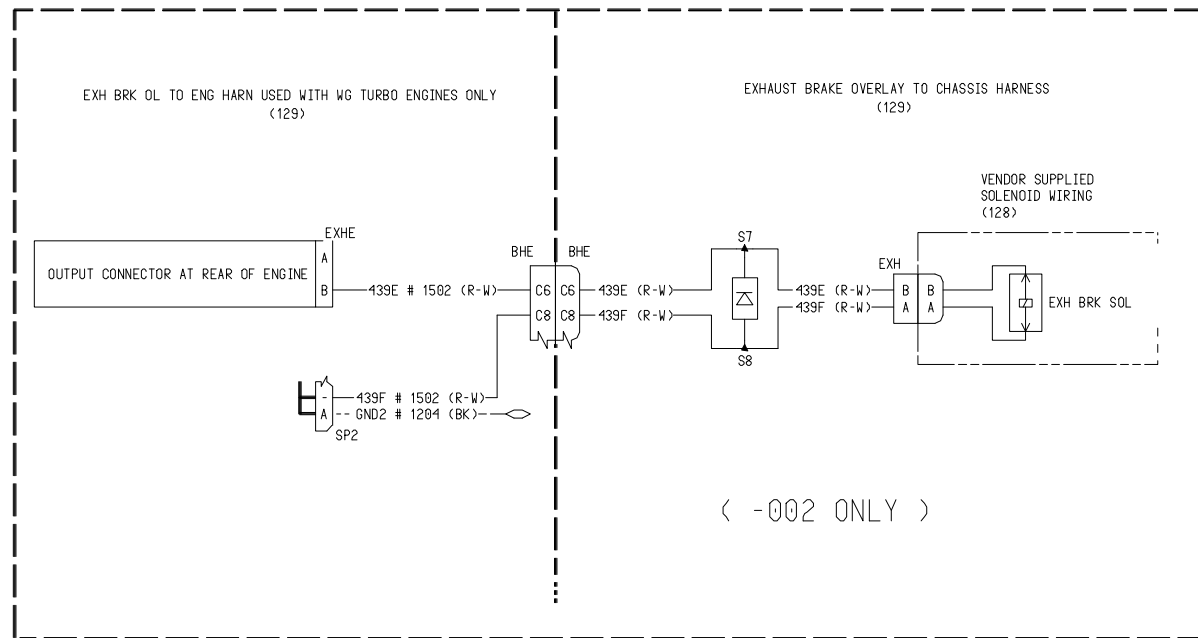 EXH BRK OL TO ENG HARN USED WITH WG TURBO ENGINES ONLY
(129)
EXHAUST BRAKE OVERLAY TO CHASSIS HARNESS
(129)
VENDOR SUPPLIED
SOLENOID WIRING
(128)
EXHE
A
OUTPUT CONNECTOR AT REAR OF ENGINE
B
439E # 1502 (R-W)
BHE
BHE
C6
C6
439E (R-W)
C8
C8
439F (R-W)
S7
S8
439E (R-W)
439F (R-W)
EXH
B
B
A
A
EXH BRK SOL
-
439F # 1502 (R-W)
A
GND2 # 1204 (BK)
SP2
( -002 ONLY )